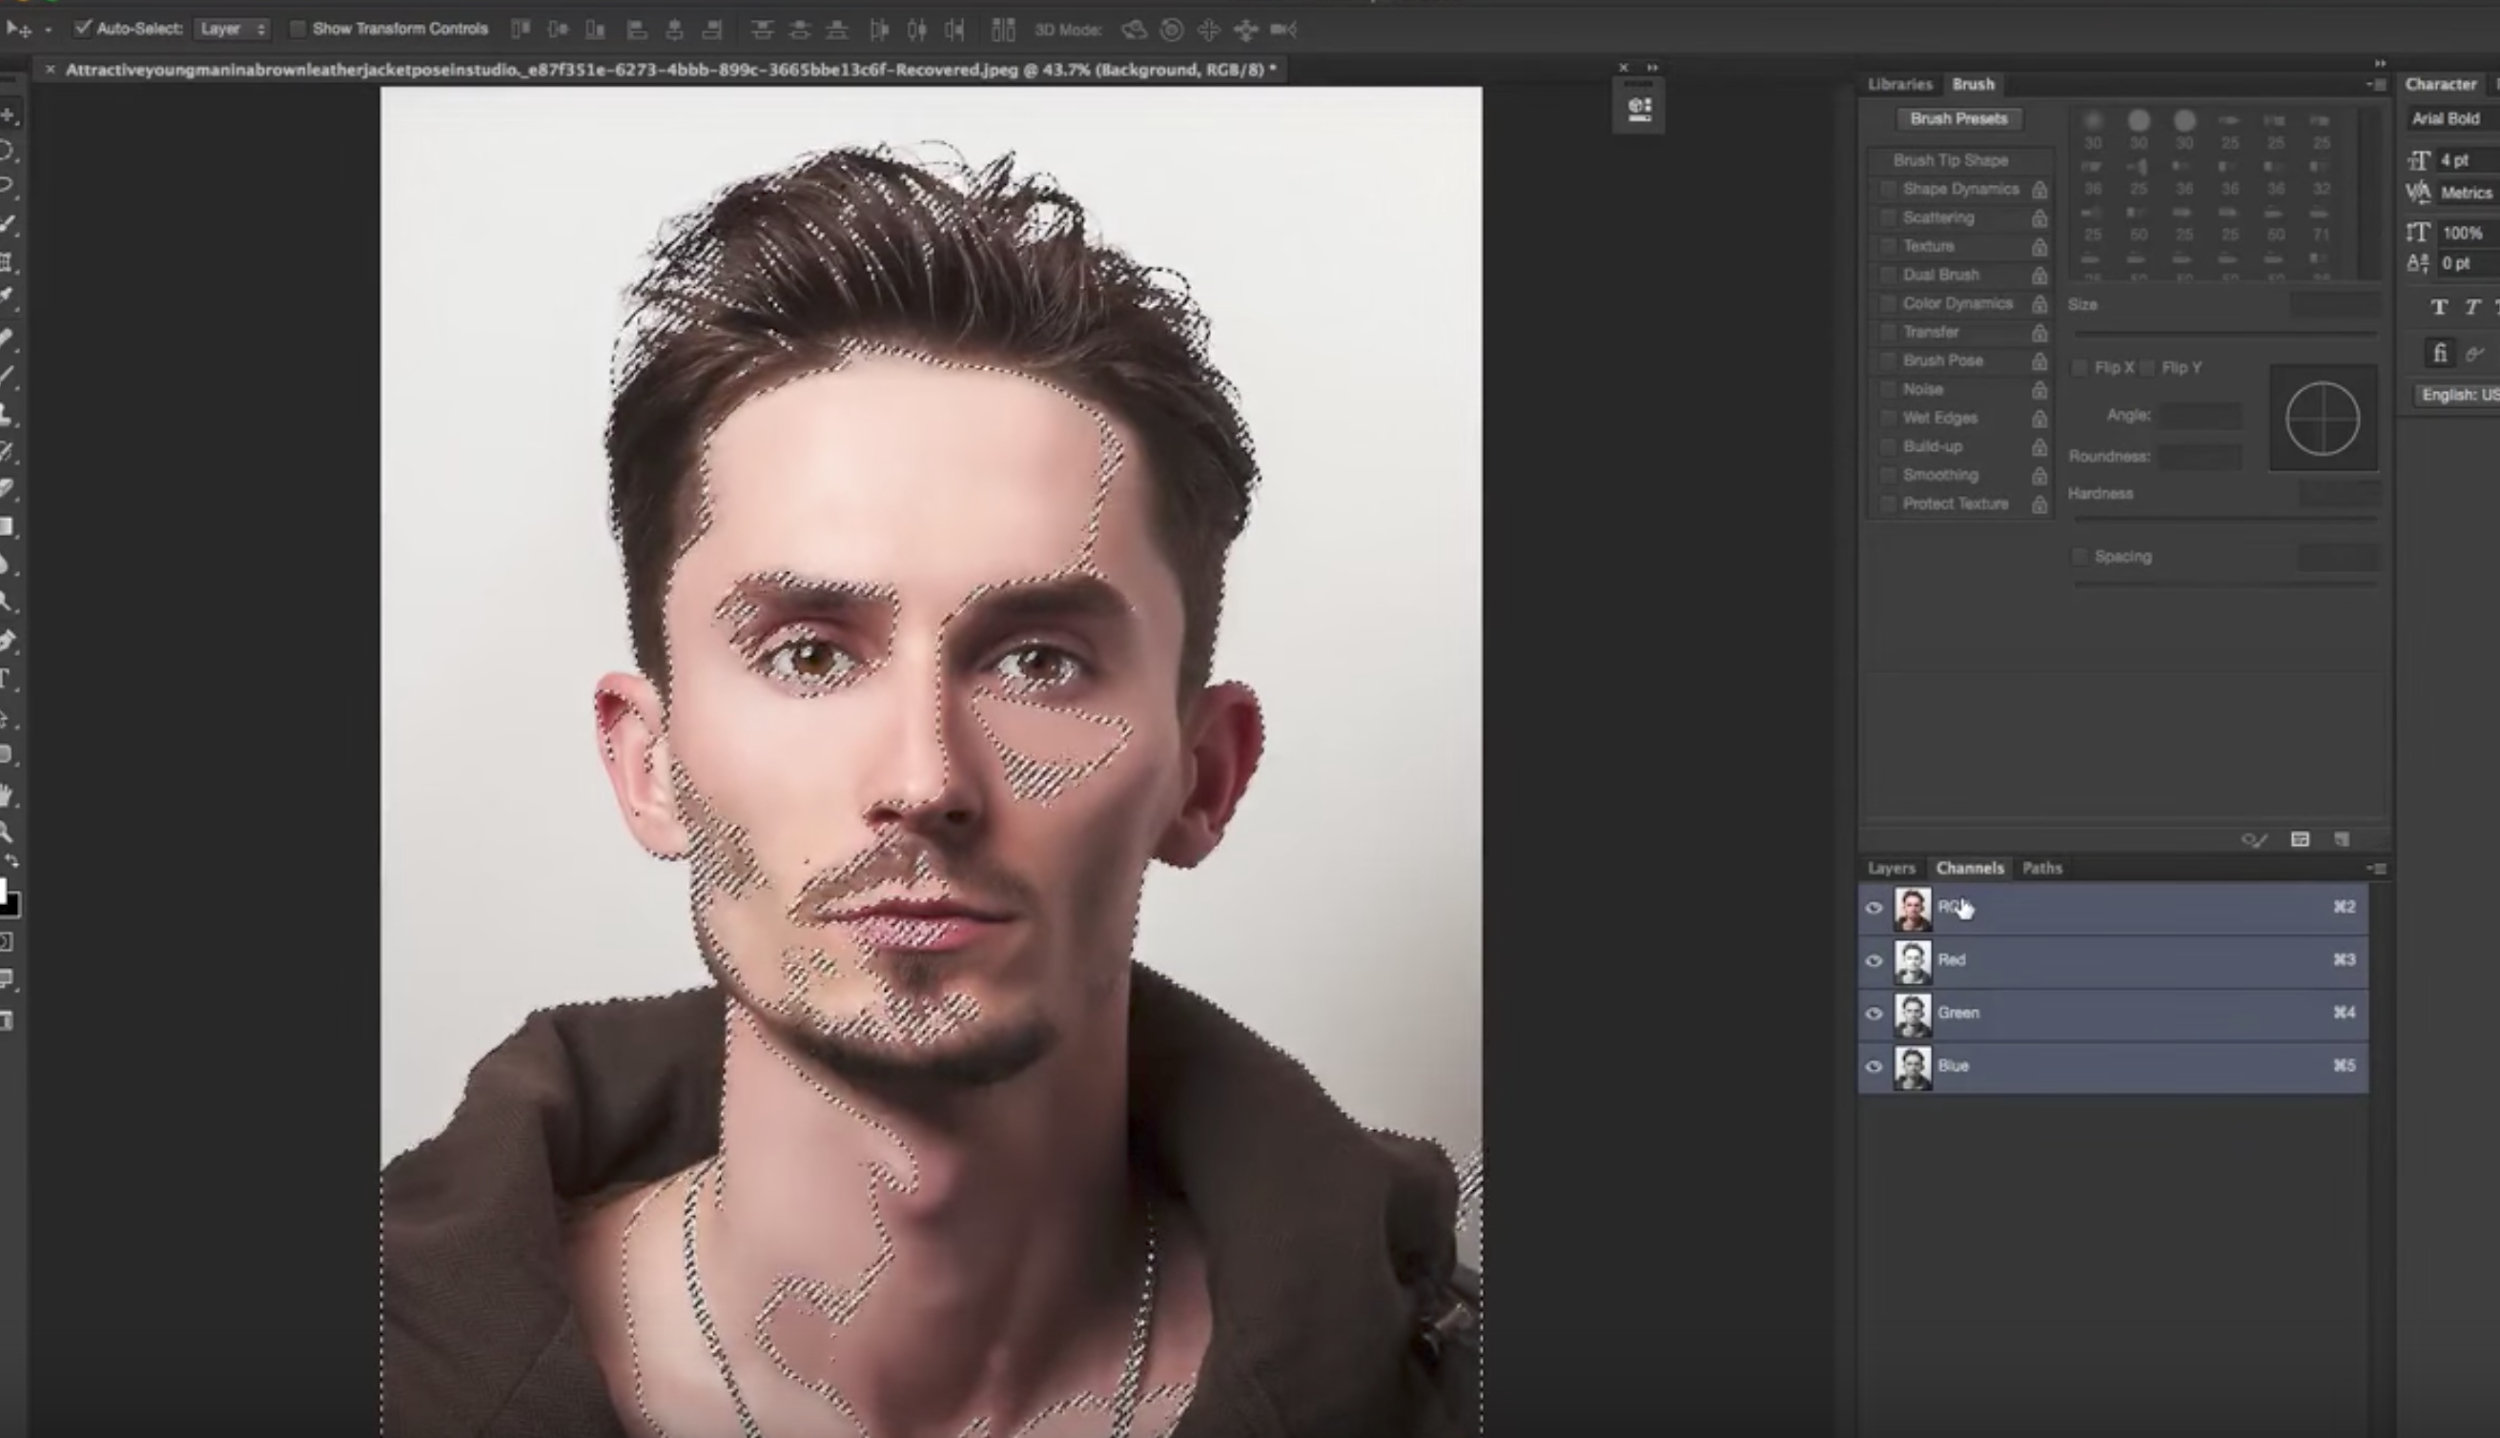 Auto-Select: Layer Show Transform Controls 3D Mode:
× Attractiveyoungmaninabrownleatherjacketposeinstudio._e87f351e-6273-4bbb-899c-3665bbe13c6f-Recovered.jpeg @ 43.7% (Background, RGB/8) *
Libraries Brush
Brush Presets
Brush Tip Shape
Shape Dynamics
Scattering
Texture
Dual Brush
Color Dynamics
Transfer
Brush Pose
Noise
Wet Edges
Build-up
Smoothing
Protect Texture
30 30 30 25 25 25
36 25 36 36 36 32
25 50 25 25 50 71
Size
Flip X Flip Y
Angle:
Roundness:
Hardness
Spacing
Character
Arial Bold
4 pt
Metrics
100%
0 pt
T T
fi
English: US
Layers Channels Paths
⌘2
Red ⌘3
Green ⌘4
Blue ⌘5